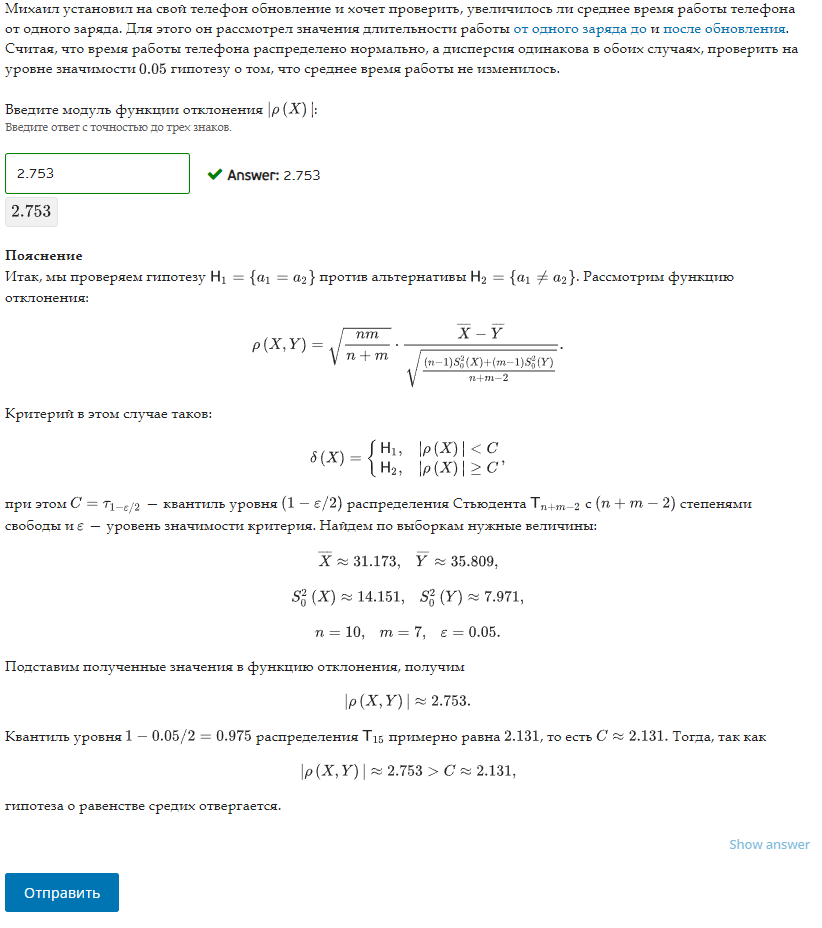 Михаил установил на свой телефон обновление и хочет проверить, увеличилось ли среднее время работы телефона
от одного заряда. Для этого он рассмотрел значения длительности работы от одного заряда до и после обновления.
Считая, что время работы телефона распределено нормально, а дисперсия одинакова в обоих случаях, проверить на
уровне значимости 0.05 гипотезу о том, что среднее время работы не изменилось.
Введите модуль функции отклонения |ρ (X) |:
Введите ответ с точностью до трех знаков.
2.753 Answer: 2.753
2.753
Пояснение
Итак, мы проверяем гипотезу H₁ = {a₁ = a₂} против альтернативы H₂ = {a₁ ≠ a₂}. Рассмотрим функцию
отклонения:
ρ (X, Y) = √(nm/(n + m)) · (X̅ − Y̅)/√(((n−1)S₀²(X)+(m−1)S₀²(Y))/(n+m−2)).
Критерий в этом случае таков:
δ (X) = { H₁, |ρ (X)| < C
H₂, |ρ (X)| ≥ C ,
при этом C = τ₁₋ε/₂ − квантиль уровня (1 − ε/2) распределения Стьюдента Tₙ₊ₘ₋₂ с (n + m − 2) степенями
свободы и ε − уровень значимости критерия. Найдем по выборкам нужные величины:
X̅ ≈ 31.173, Y̅ ≈ 35.809,
S₀² (X) ≈ 14.151, S₀² (Y) ≈ 7.971,
n = 10, m = 7, ε = 0.05.
Подставим полученные значения в функцию отклонения, получим
|ρ (X, Y) | ≈ 2.753.
Квантиль уровня 1 − 0.05/2 = 0.975 распределения T₁₅ примерно равна 2.131, то есть C ≈ 2.131. Тогда, так как
|ρ (X, Y) | ≈ 2.753 > C ≈ 2.131,
гипотеза о равенстве средих отвергается.
Show answer
Отправить